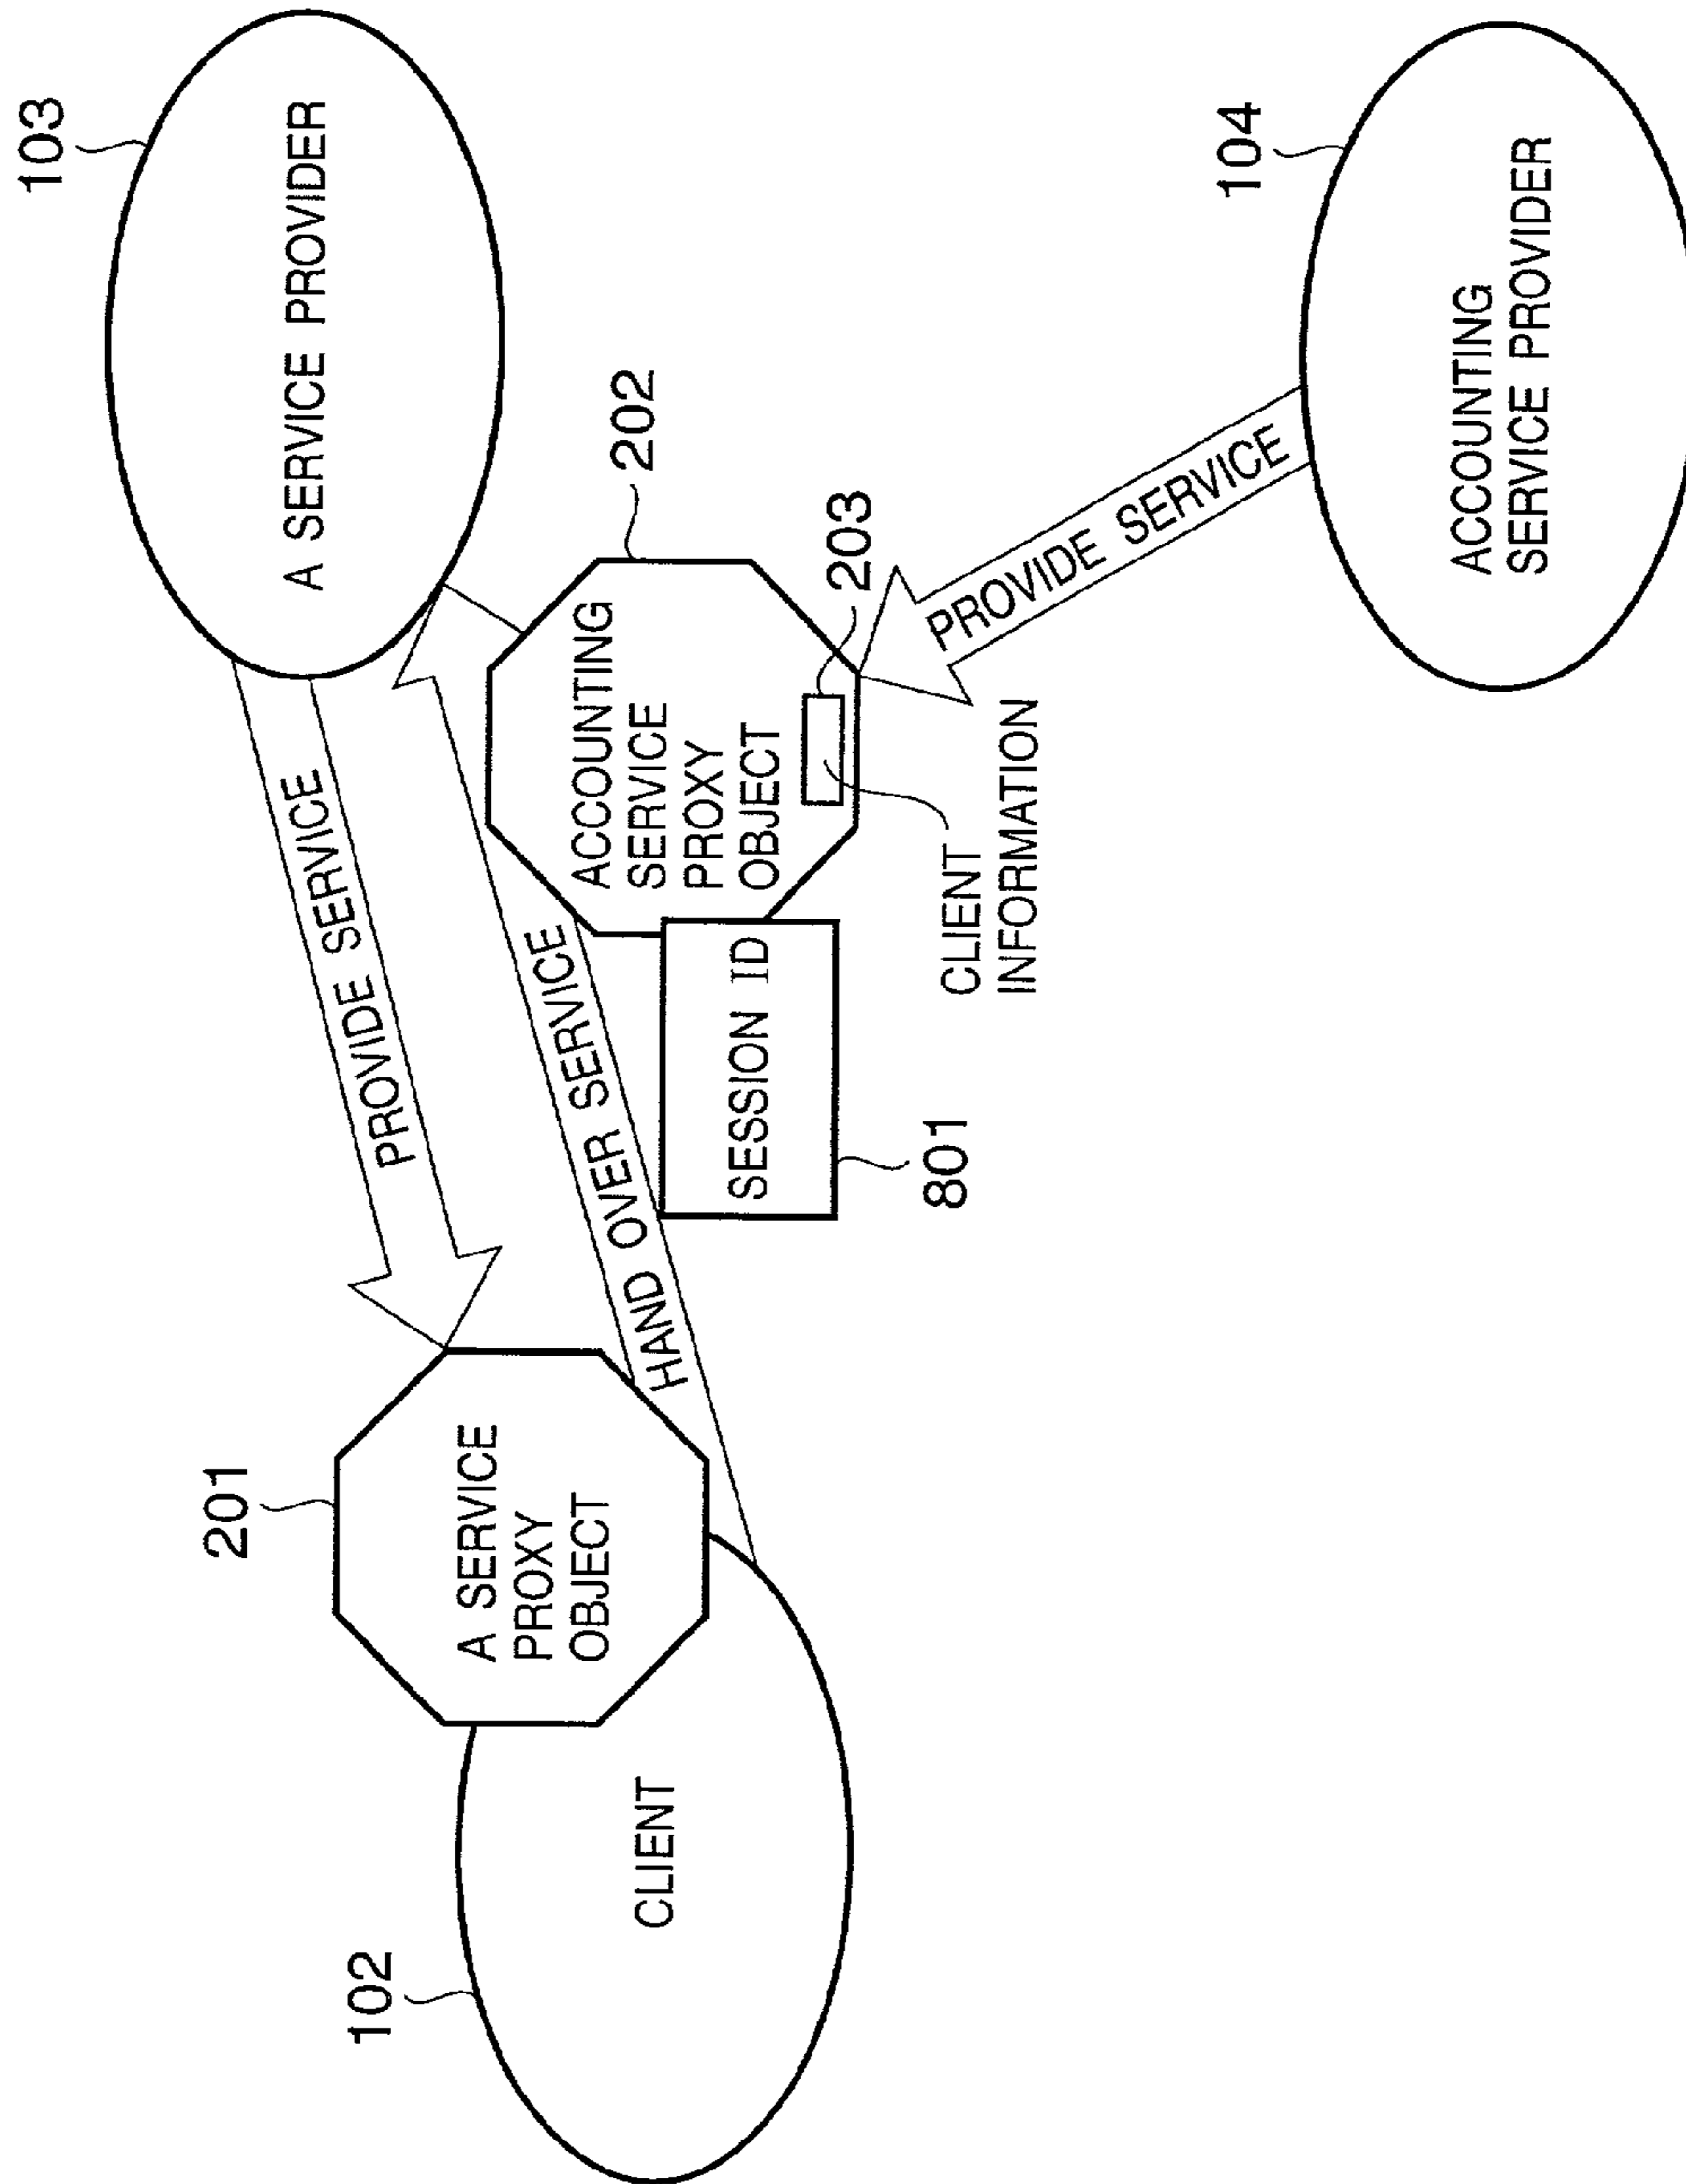 103
A SERVICE PROVIDER
PROVIDE SERVICE
201
A SERVICE
PROXY
OBJECT
HAND OVER SERVICE
202
ACCOUNTING
SERVICE
PROXY
OBJECT
203
SESSION ID
801
CLIENT
INFORMATION
102
CLIENT
PROVIDE SERVICE
104
ACCOUNTING
SERVICE PROVIDER